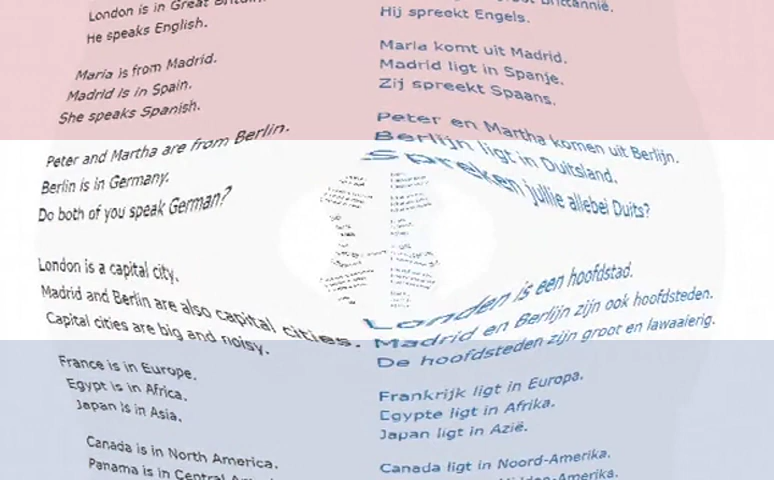 London is in Great Britain.
He speaks English.
Maria is from Madrid.
Madrid is in Spain.
She speaks Spanish.
Peter and Martha are from Berlin.
Berlin is in Germany.
Do both of you speak German?
London is a capital city.
Madrid and Berlin are also capital cities.
Capital cities are big and noisy.
France is in Europe.
Egypt is in Africa.
Japan is in Asia.
Canada is in North America.
Panama is in Central
Brittannië.
Hij spreekt Engels.
Maria komt uit Madrid.
Madrid ligt in Spanje.
Zij spreekt Spaans.
Peter en Martha komen uit Berlijn.
Berlijn ligt in Duitsland.
Spreken jullie allebei Duits?
Londen is een hoofdstad.
Madrid en Berlijn zijn ook hoofdsteden.
De hoofdsteden zijn groot en lawaaierig.
Frankrijk ligt in Europa.
Egypte ligt in Afrika.
Japan ligt in Azië.
Canada ligt in Noord-Amerika.